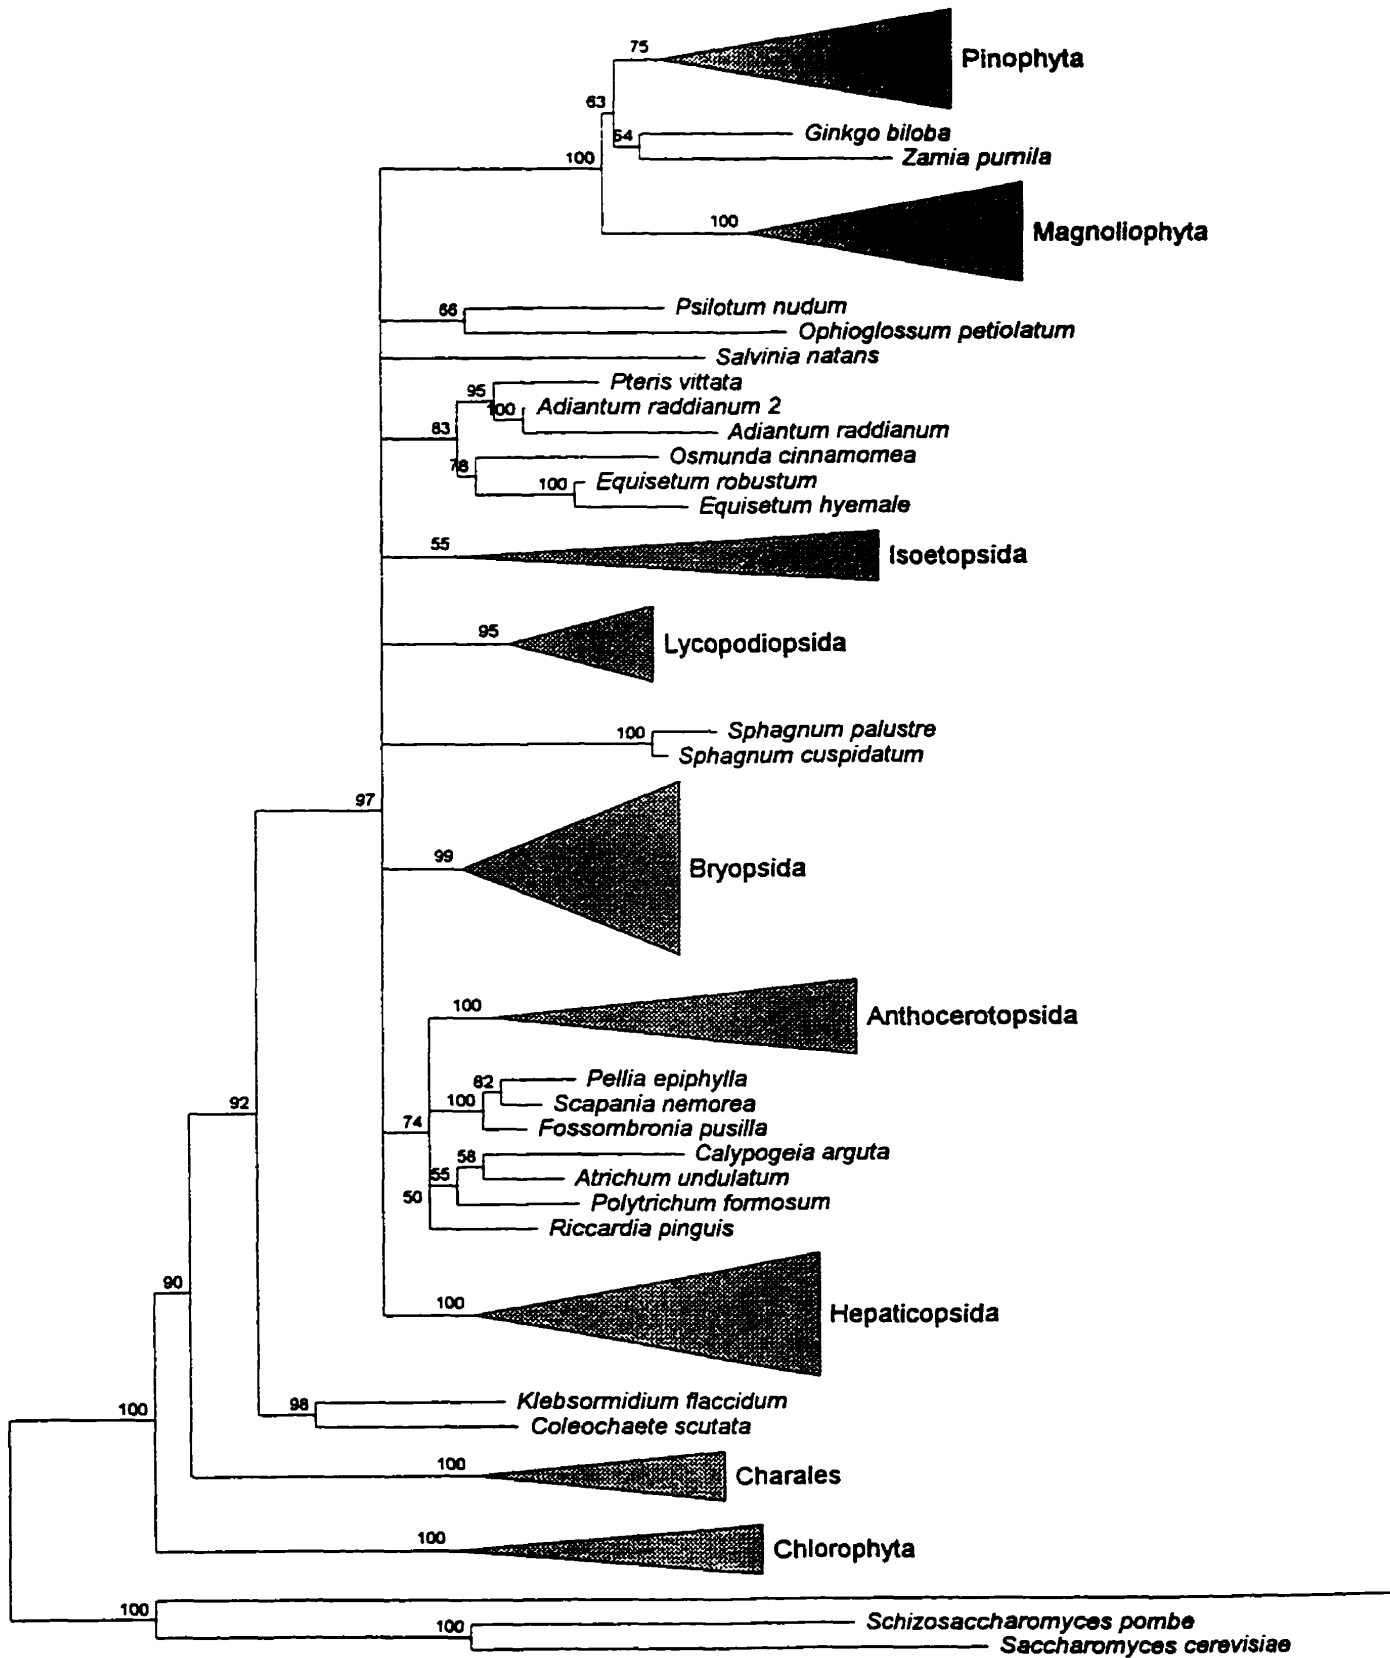 75
Pinophyta
63
Ginkgo biloba
54
Zamia pumila
100
100
Magnoliophyta
66
Psilotum nudum
Ophioglossum petiolatum
Salvinia natans
Pteris vittata
95
100
Adiantum raddianum 2
83
Adiantum raddianum
Osmunda cinnamomea
78
Equisetum robustum
100
Equisetum hyemale
55
Isoetopsida
95
Lycopodiopsida
100
Sphagnum palustre
Sphagnum cuspidatum
97
99
Bryopsida
100
Anthocerotopsida
82
Pellia epiphylla
92
100
Scapania nemorea
74
Fossombronia pusilla
58
Calypogeia arguta
55
Atrichum undulatum
50
Polytrichum formosum
Riccardia pinguis
90
100
Hepaticopsida
98
Klebsormidium flaccidum
100
Coleochaete scutata
100
Charales
100
Chlorophyta
100
100
Schizosaccharomyces pombe
Saccharomyces cerevisiae